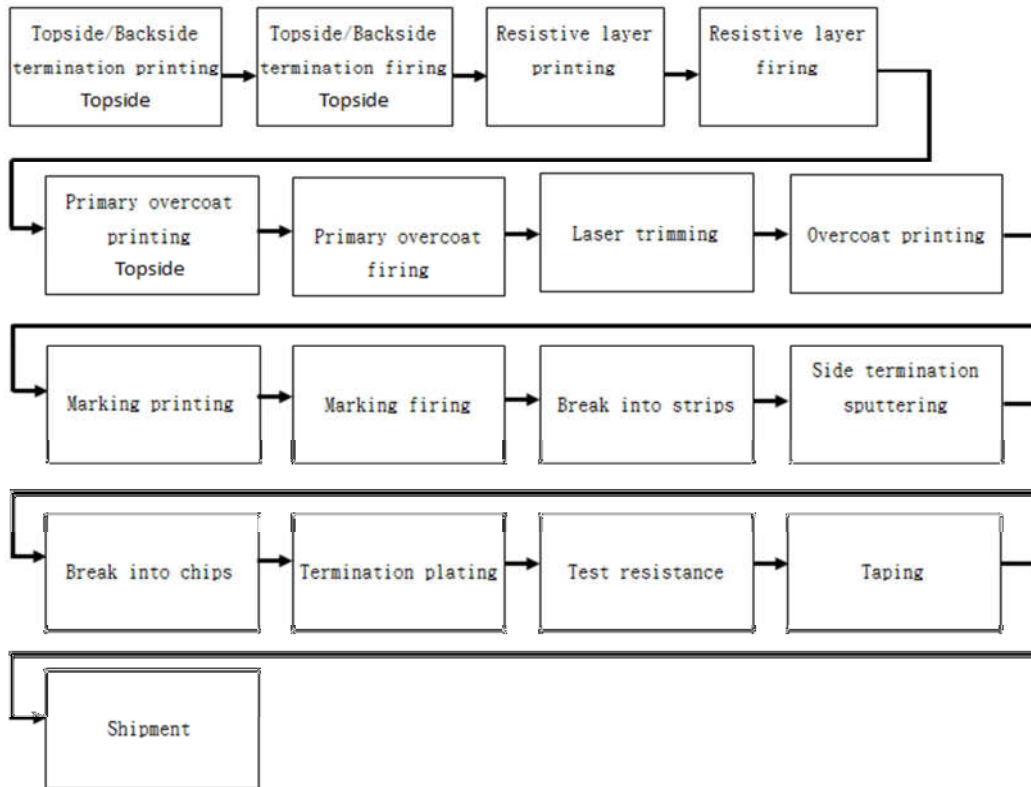 Topside/Backside
termination printing
Topside
Topside/Backside
termination firing
Topside
Resistive layer
printing
Resistive layer
firing
Primary overcoat
printing
Topside
Primary overcoat
firing
Laser trimming
Overcoat printing
Marking printing
Marking firing
Break into strips
Side termination
sputtering
Break into chips
Termination plating
Test resistance
Taping
Shipment